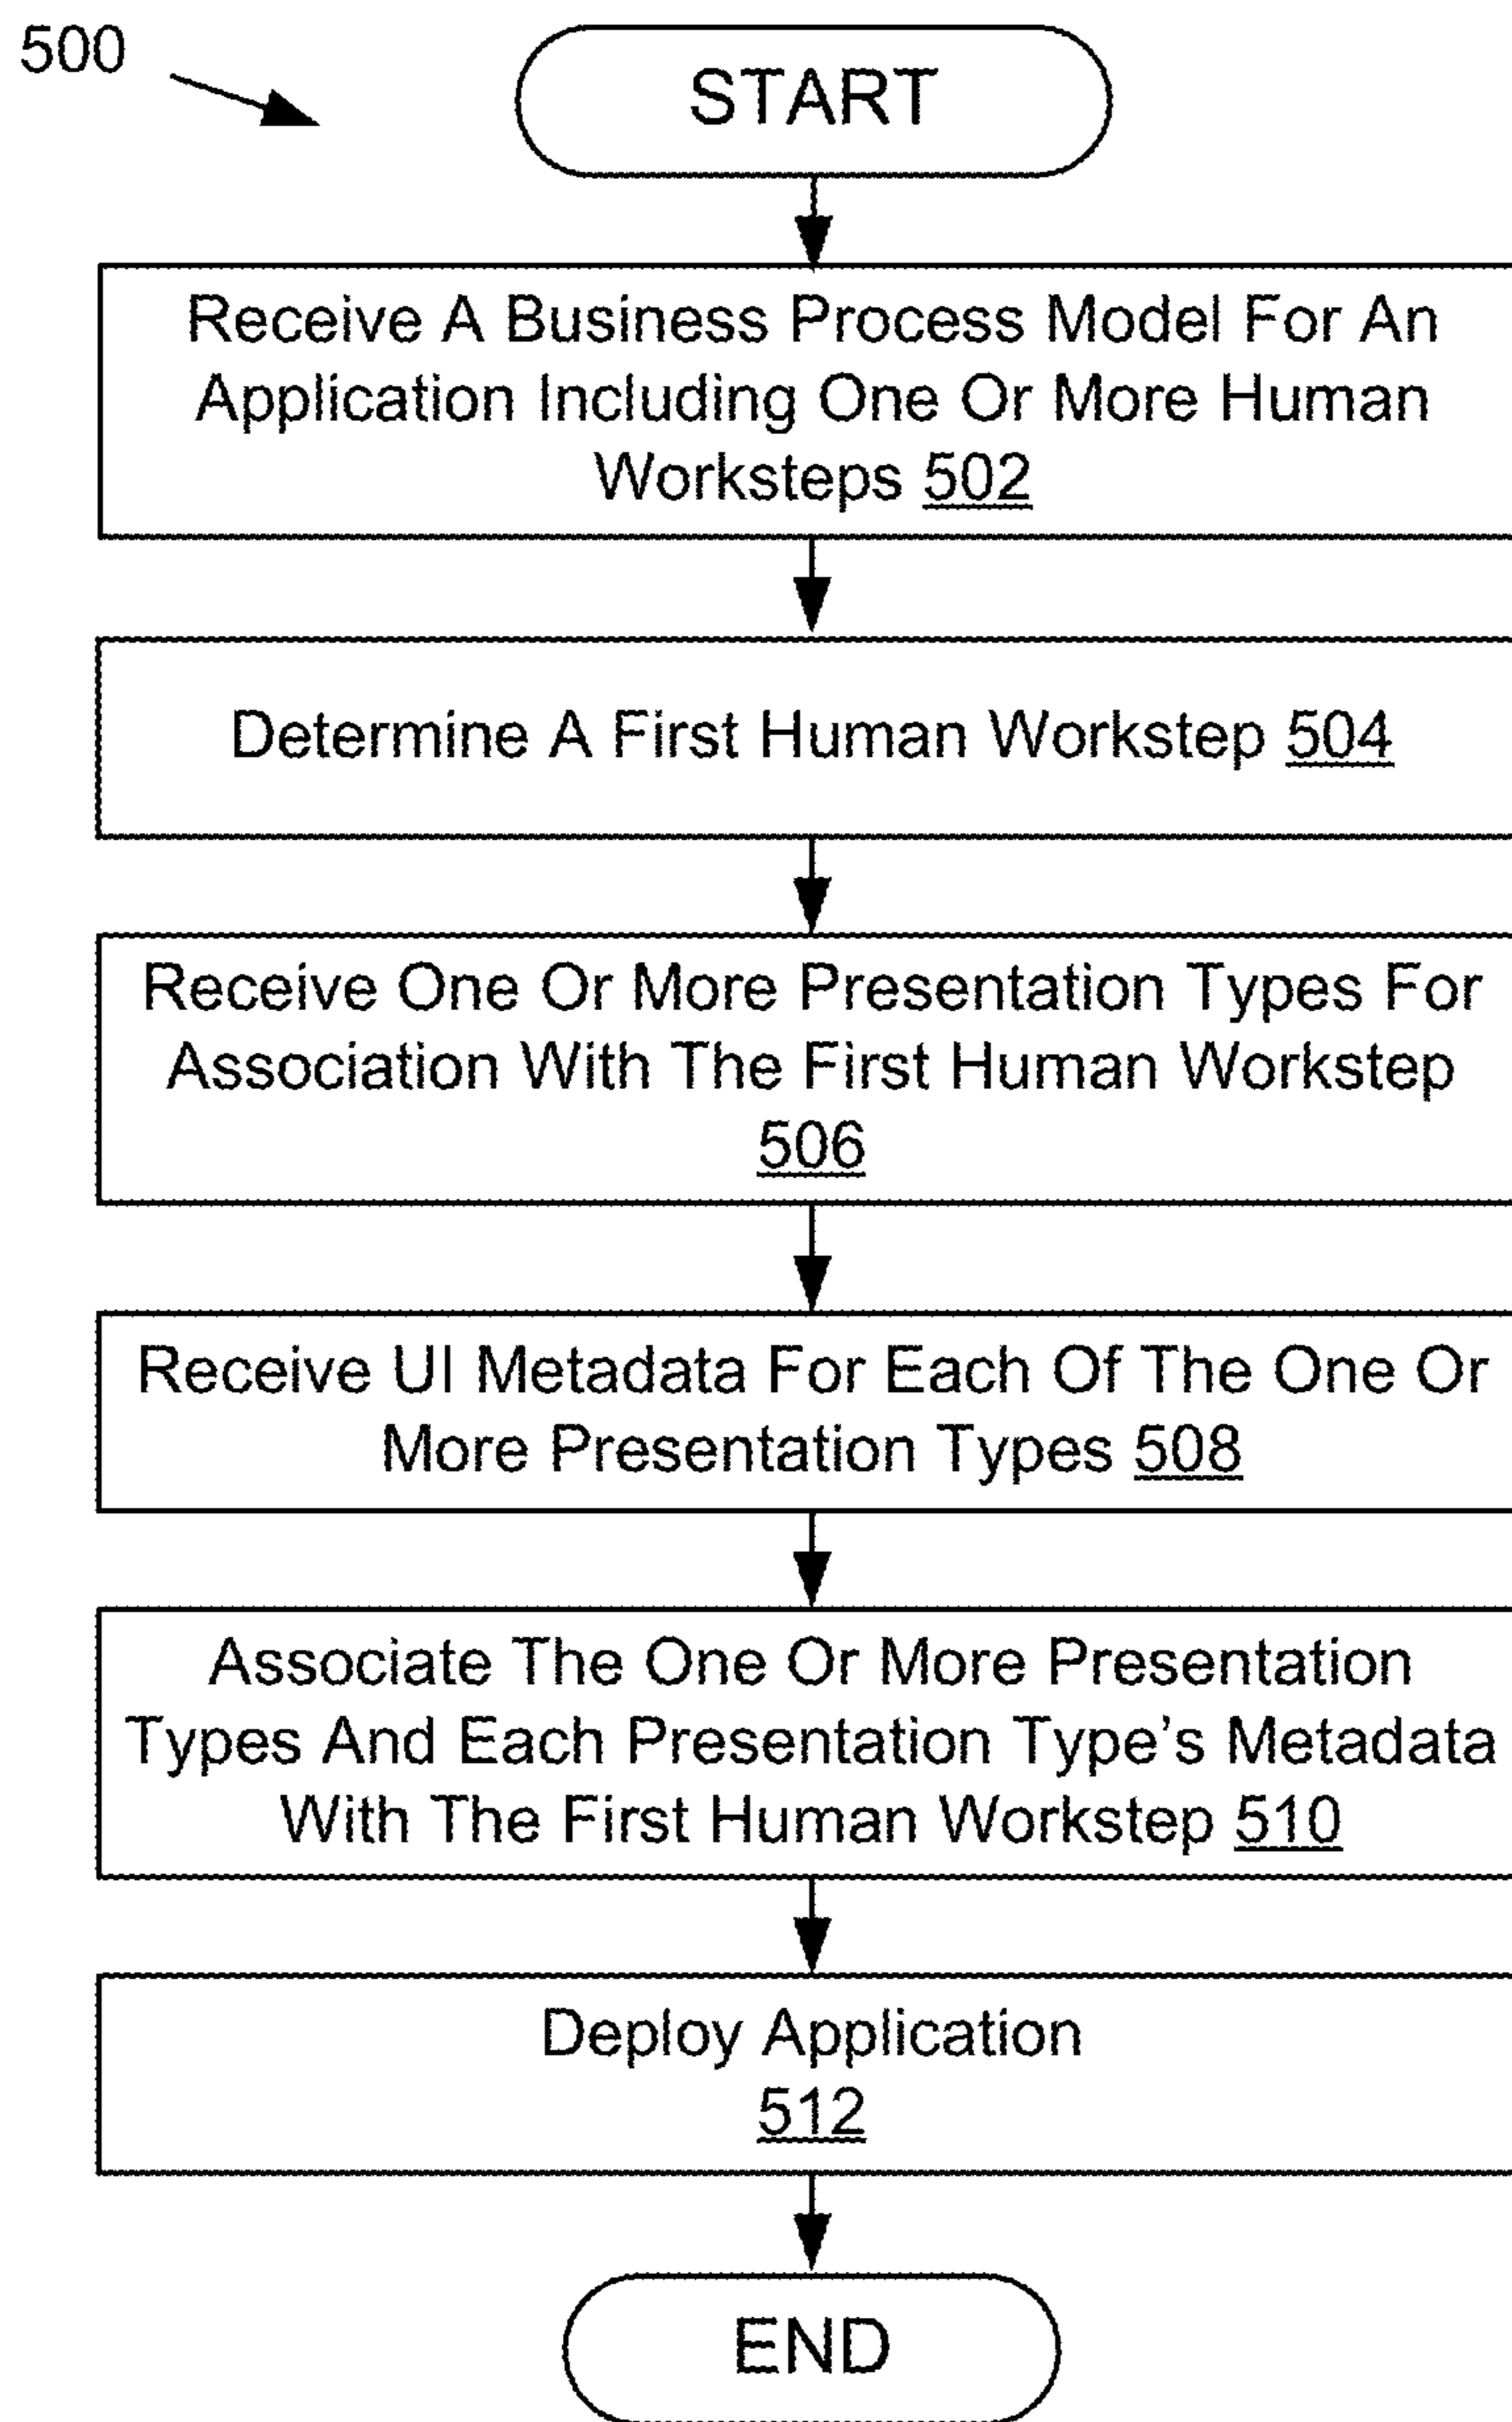 500
START
Receive A Business Process Model For An
Application Including One Or More Human
Worksteps 502
Determine A First Human Workstep 504
Receive One Or More Presentation Types For
Association With The First Human Workstep
506
Receive UI Metadata For Each Of The One Or
More Presentation Types 508
Associate The One Or More Presentation
Types And Each Presentation Type's Metadata
With The First Human Workstep 510
Deploy Application
512
END